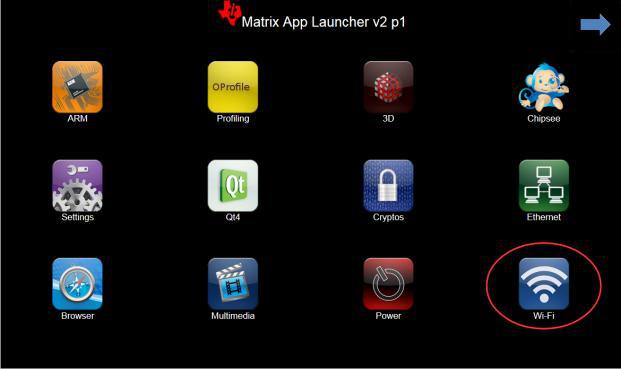 Matrix App Launcher v2 p1
OProfile
ARM Profiling 3D Chipsee
Qt
Settings Qt4 Cryptos Ethernet
Browser Multimedia Power Wi-Fi